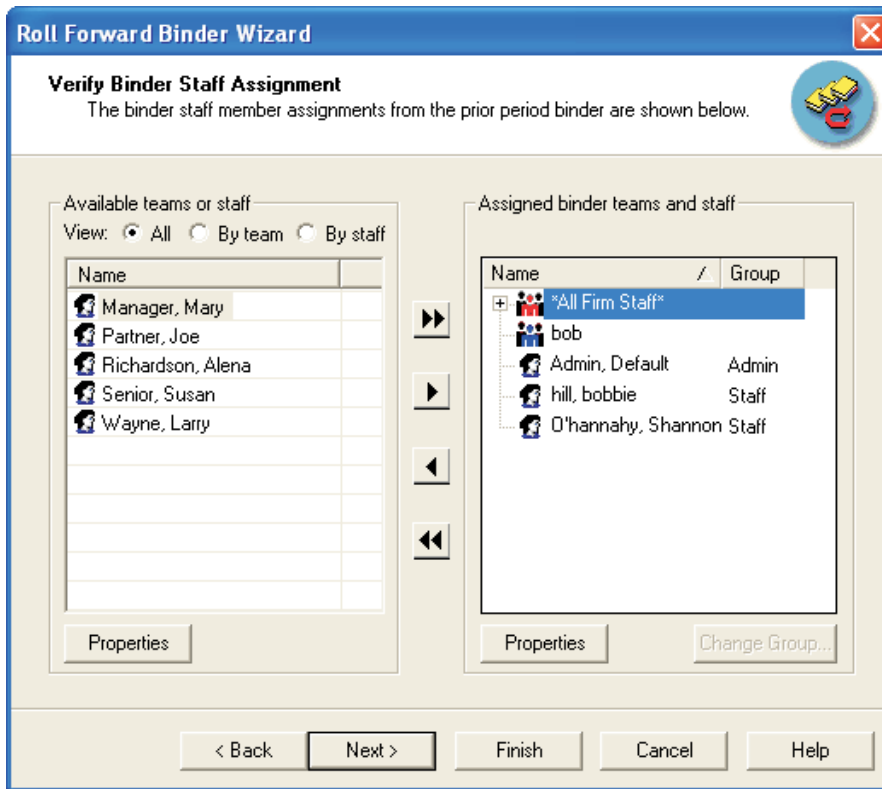 Roll Forward Binder Wizard
Verify Binder Staff Assignment
The binder staff member assignments from the prior period binder are shown below.
Available teams or staff
View: All By team By staff
Name
Manager, Mary
Partner, Joe
Richardson, Alena
Senior, Susan
Wayne, Larry
Properties
Assigned binder teams and staff
Name Group
*All Firm Staff*
bob
Admin, Default Admin
hill, bobbie Staff
O'hannahy, Shannon Staff
Properties Change Group...
< Back Next > Finish Cancel Help